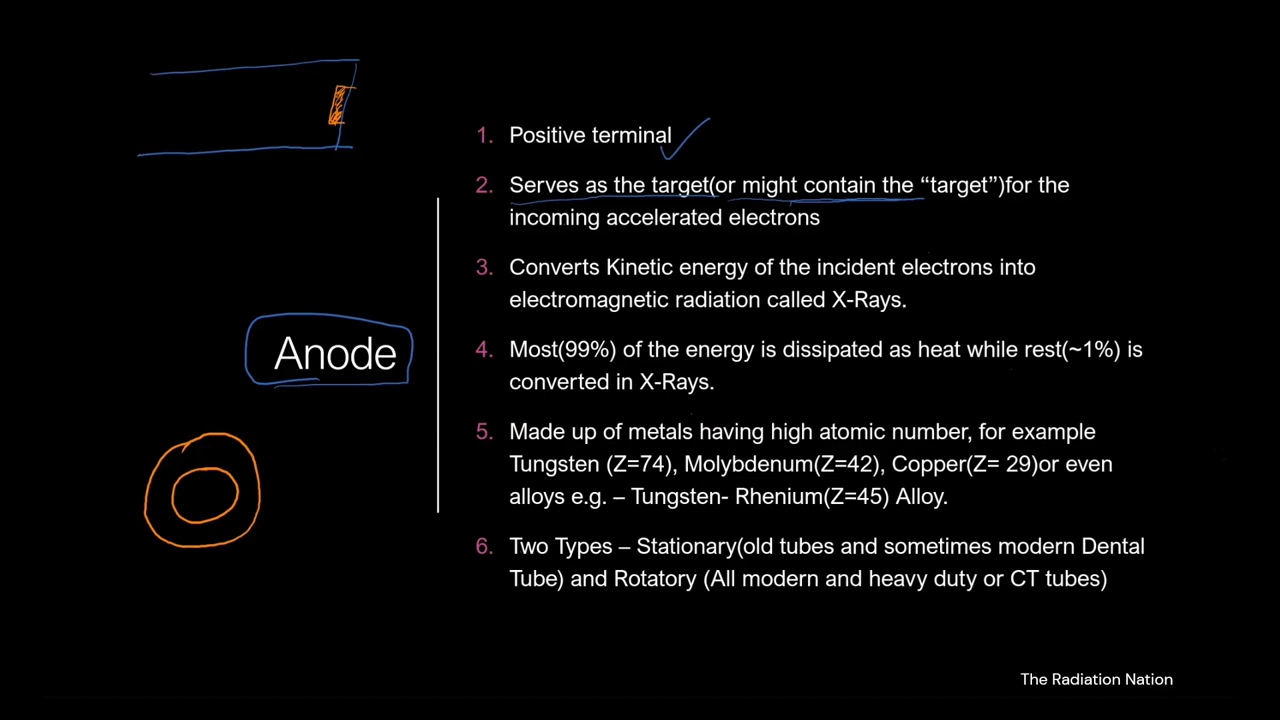 Anode
1. Positive terminal
2. Serves as the target(or might contain the “target”)for the
incoming accelerated electrons
3. Converts Kinetic energy of the incident electrons into
electromagnetic radiation called X-Rays.
4. Most(99%) of the energy is dissipated as heat while rest(~1%) is
converted in X-Rays.
5. Made up of metals having high atomic number, for example
Tungsten (Z=74), Molybdenum(Z=42), Copper(Z= 29)or even
alloys e.g. – Tungsten- Rhenium(Z=45) Alloy.
6. Two Types – Stationary(old tubes and sometimes modern Dental
Tube) and Rotatory (All modern and heavy duty or CT tubes)
The Radiation Nation